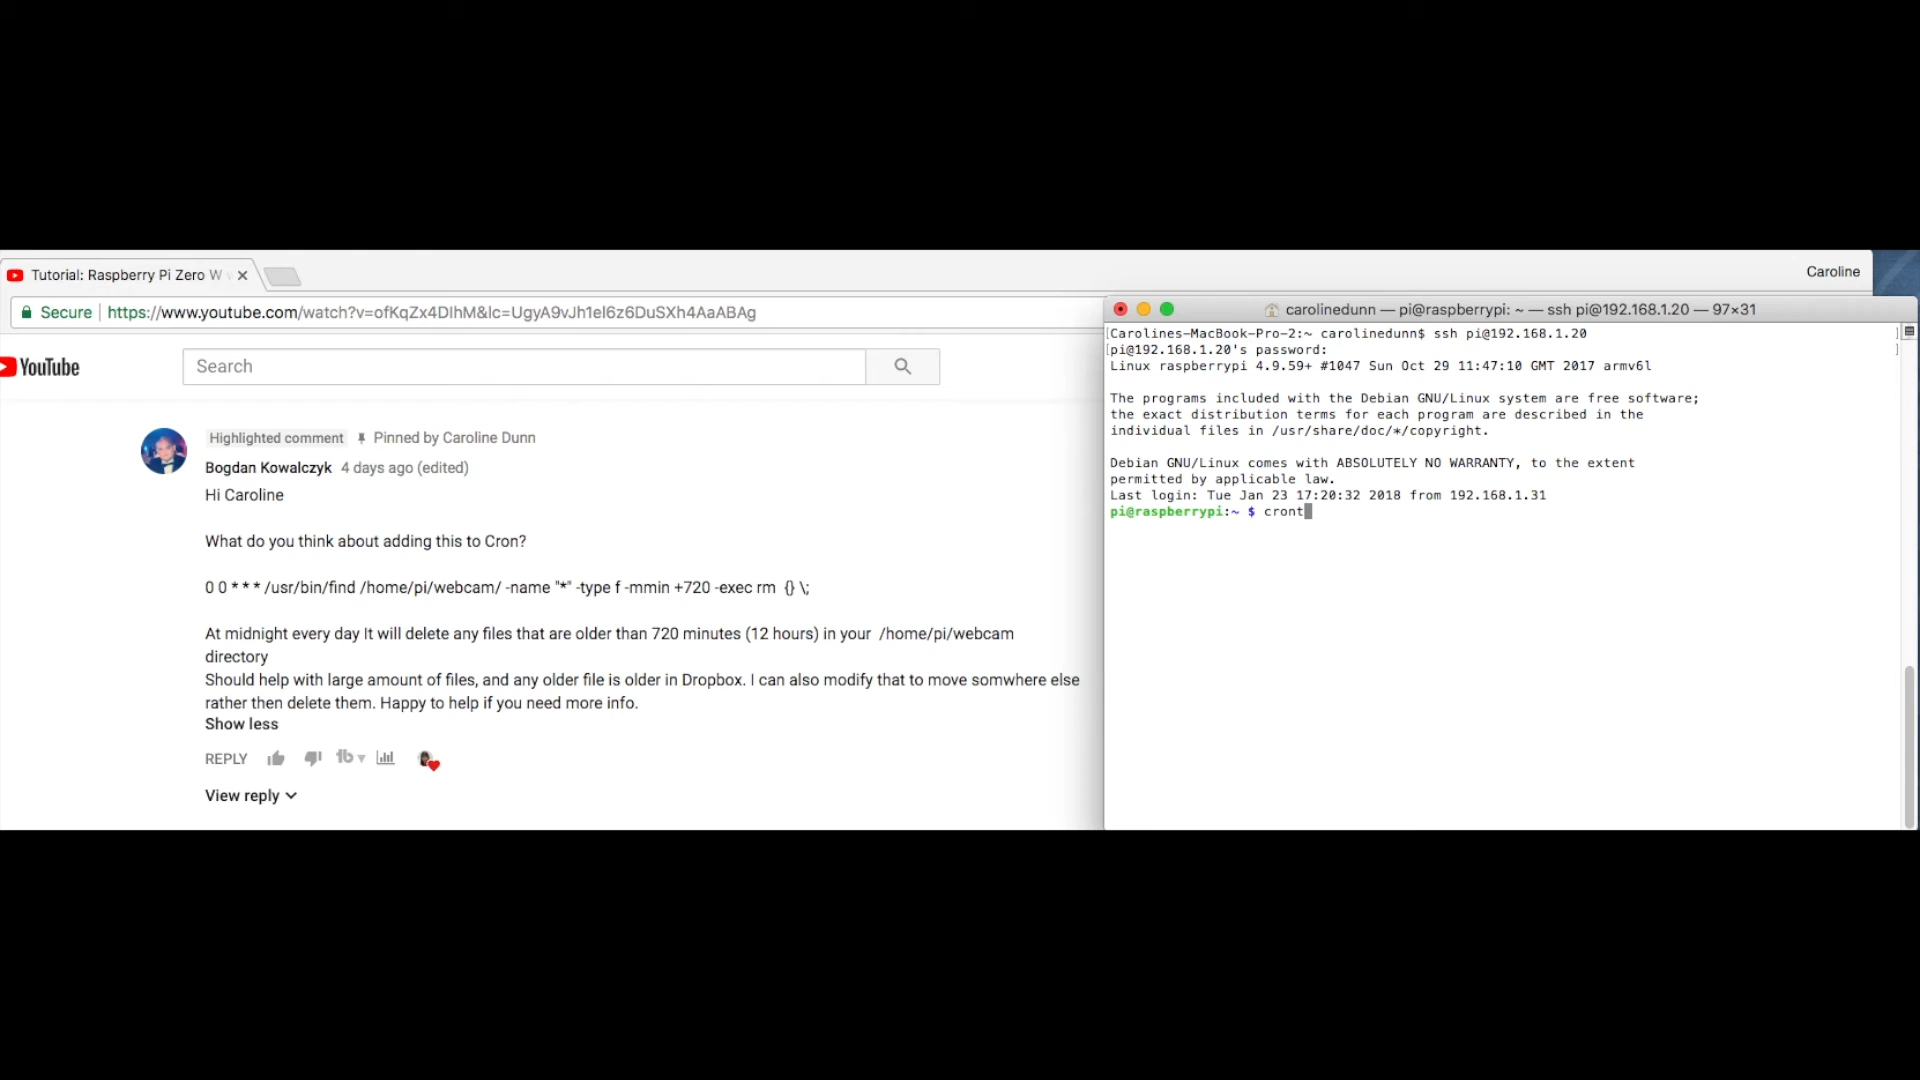 Tutorial: Raspberry Pi Zero W
Caroline
Secure https://www.youtube.com/watch?v=ofKqZx4DIhM&lc=UgyA9vJh1el6z6DuSXh4AaABAg
YouTube
Search
Highlighted comment Pinned by Caroline Dunn
Bogdan Kowalczyk 4 days ago (edited)
Hi Caroline
What do you think about adding this to Cron?
0 0 * * * /usr/bin/find /home/pi/webcam/ -name "*" -type f -mmin +720 -exec rm {} \;
At midnight every day It will delete any files that are older than 720 minutes (12 hours) in your /home/pi/webcam
directory
Should help with large amount of files, and any older file is older in Dropbox. I can also modify that to move somwhere else
rather then delete them. Happy to help if you need more info.
Show less
REPLY
View reply
carolinedunn — pi@raspberrypi: ~ — ssh pi@192.168.1.20 — 97×31
[Carolines-MacBook-Pro-2:~ carolinedunn$ ssh pi@192.168.1.20 ]
[pi@192.168.1.20's password: ]
Linux raspberrypi 4.9.59+ #1047 Sun Oct 29 11:47:10 GMT 2017 armv6l
The programs included with the Debian GNU/Linux system are free software;
the exact distribution terms for each program are described in the
individual files in /usr/share/doc/*/copyright.
Debian GNU/Linux comes with ABSOLUTELY NO WARRANTY, to the extent
permitted by applicable law.
Last login: Tue Jan 23 17:20:32 2018 from 192.168.1.31
pi@raspberrypi:~ $ cront